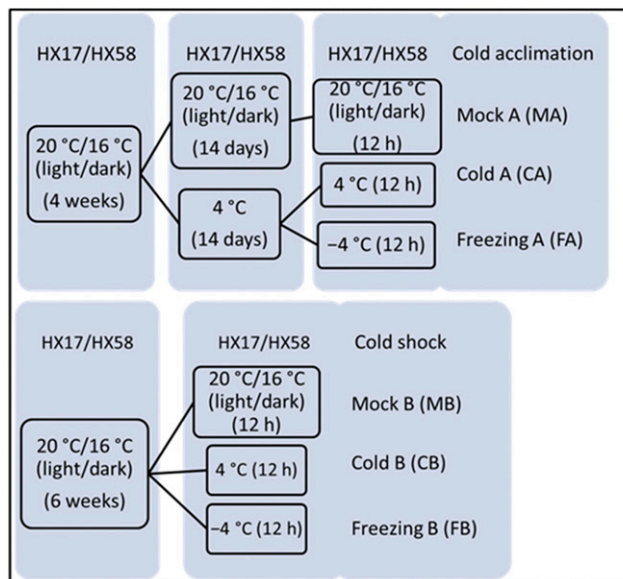 HX17/HX58 HX17/HX58 HX17/HX58 Cold acclimation
20 °C/16 °C
(light/dark)
(4 weeks)
20 °C/16 °C
(light/dark)
(14 days)
20 °C/16 °C
(light/dark)
(12 h)
Mock A (MA)
4 °C
(14 days)
4 °C (12 h)
Cold A (CA)
−4 °C (12 h)
Freezing A (FA)
HX17/HX58 HX17/HX58 Cold shock
20 °C/16 °C
(light/dark)
(6 weeks)
20 °C/16 °C
(light/dark)
(12 h)
Mock B (MB)
4 °C (12 h)
Cold B (CB)
−4 °C (12 h)
Freezing B (FB)